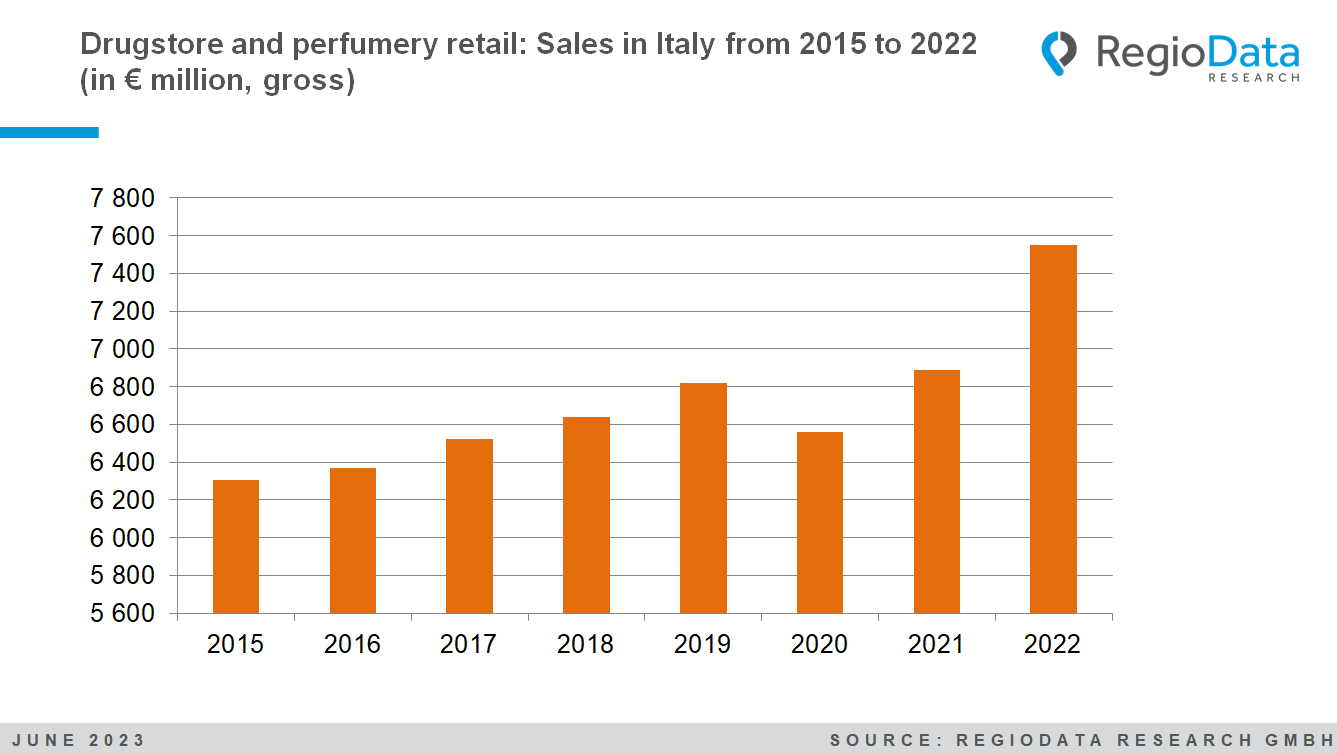 Drugstore and perfumery retail: Sales in Italy from 2015 to 2022
(in € million, gross)
RegioData
RESEARCH
7 800
7 600
7 400
7 200
7 000
6 800
6 600
6 400
6 200
6 000
5 800
5 600
2015 2016 2017 2018 2019 2020 2021 2022
JUNE 2023 SOURCE: REGIODATA RESEARCH GMBH